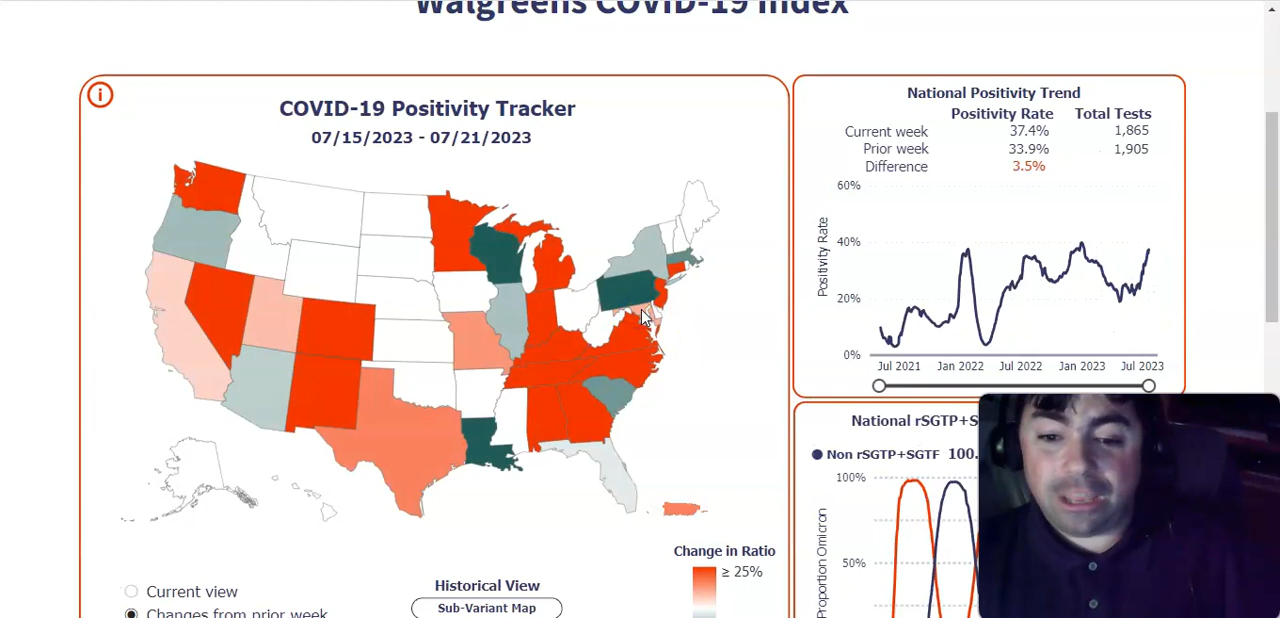 Walgreens COVID-19 Index
COVID-19 Positivity Tracker
07/15/2023 - 07/21/2023
Current view
Changes from prior week
Historical View
Sub-Variant Map
Change in Ratio
≥ 25%
National Positivity Trend
Positivity Rate Total Tests
Current week 37.4% 1,865
Prior week 33.9% 1,905
Difference 3.5%
Positivity Rate
60%
40%
20%
0%
Jul 2021 Jan 2022 Jul 2022 Jan 2023 Jul 2023
National rSGTP+S
Non rSGTP+SGTF 100.
Proportion Omicron
100%
50%